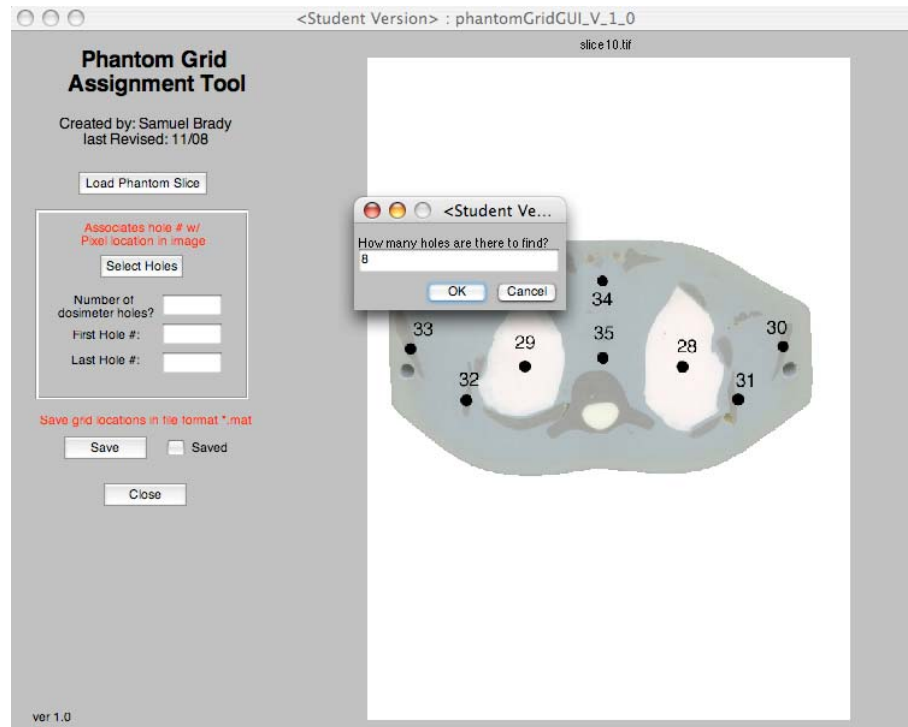 <Student Version> : phantomGridGUI_V_1_0
Phantom Grid
Assignment Tool
Created by: Samuel Brady
last Revised: 11/08
Load Phantom Slice
Associates hole # w/
Pixel location in image
Select Holes
Number of
dosimeter holes?
First Hole #:
Last Hole #:
Save grid locations in file format *.mat
Save
Saved
Close
ver 1.0
slice10.tif
<Student Ve...
How many holes are there to find?
8
OK
Cancel
34
33
35
30
29
28
32
31